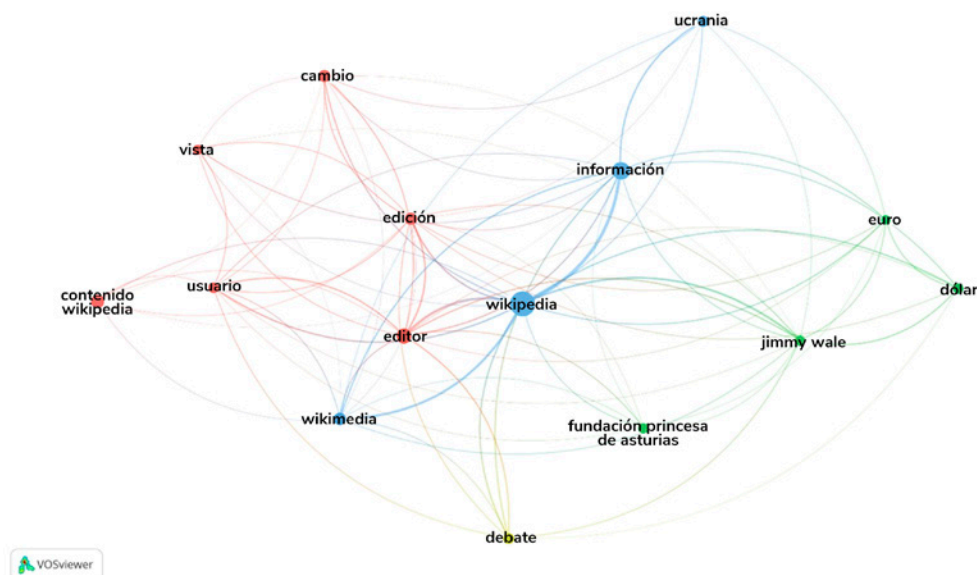 ucrania
cambio
vista
información
edición
euro
usuario
dólar
contenido
wikipedia
wikipedia
editor
jimmy wale
wikimedia
fundación princesa
de asturias
debate
VOSviewer